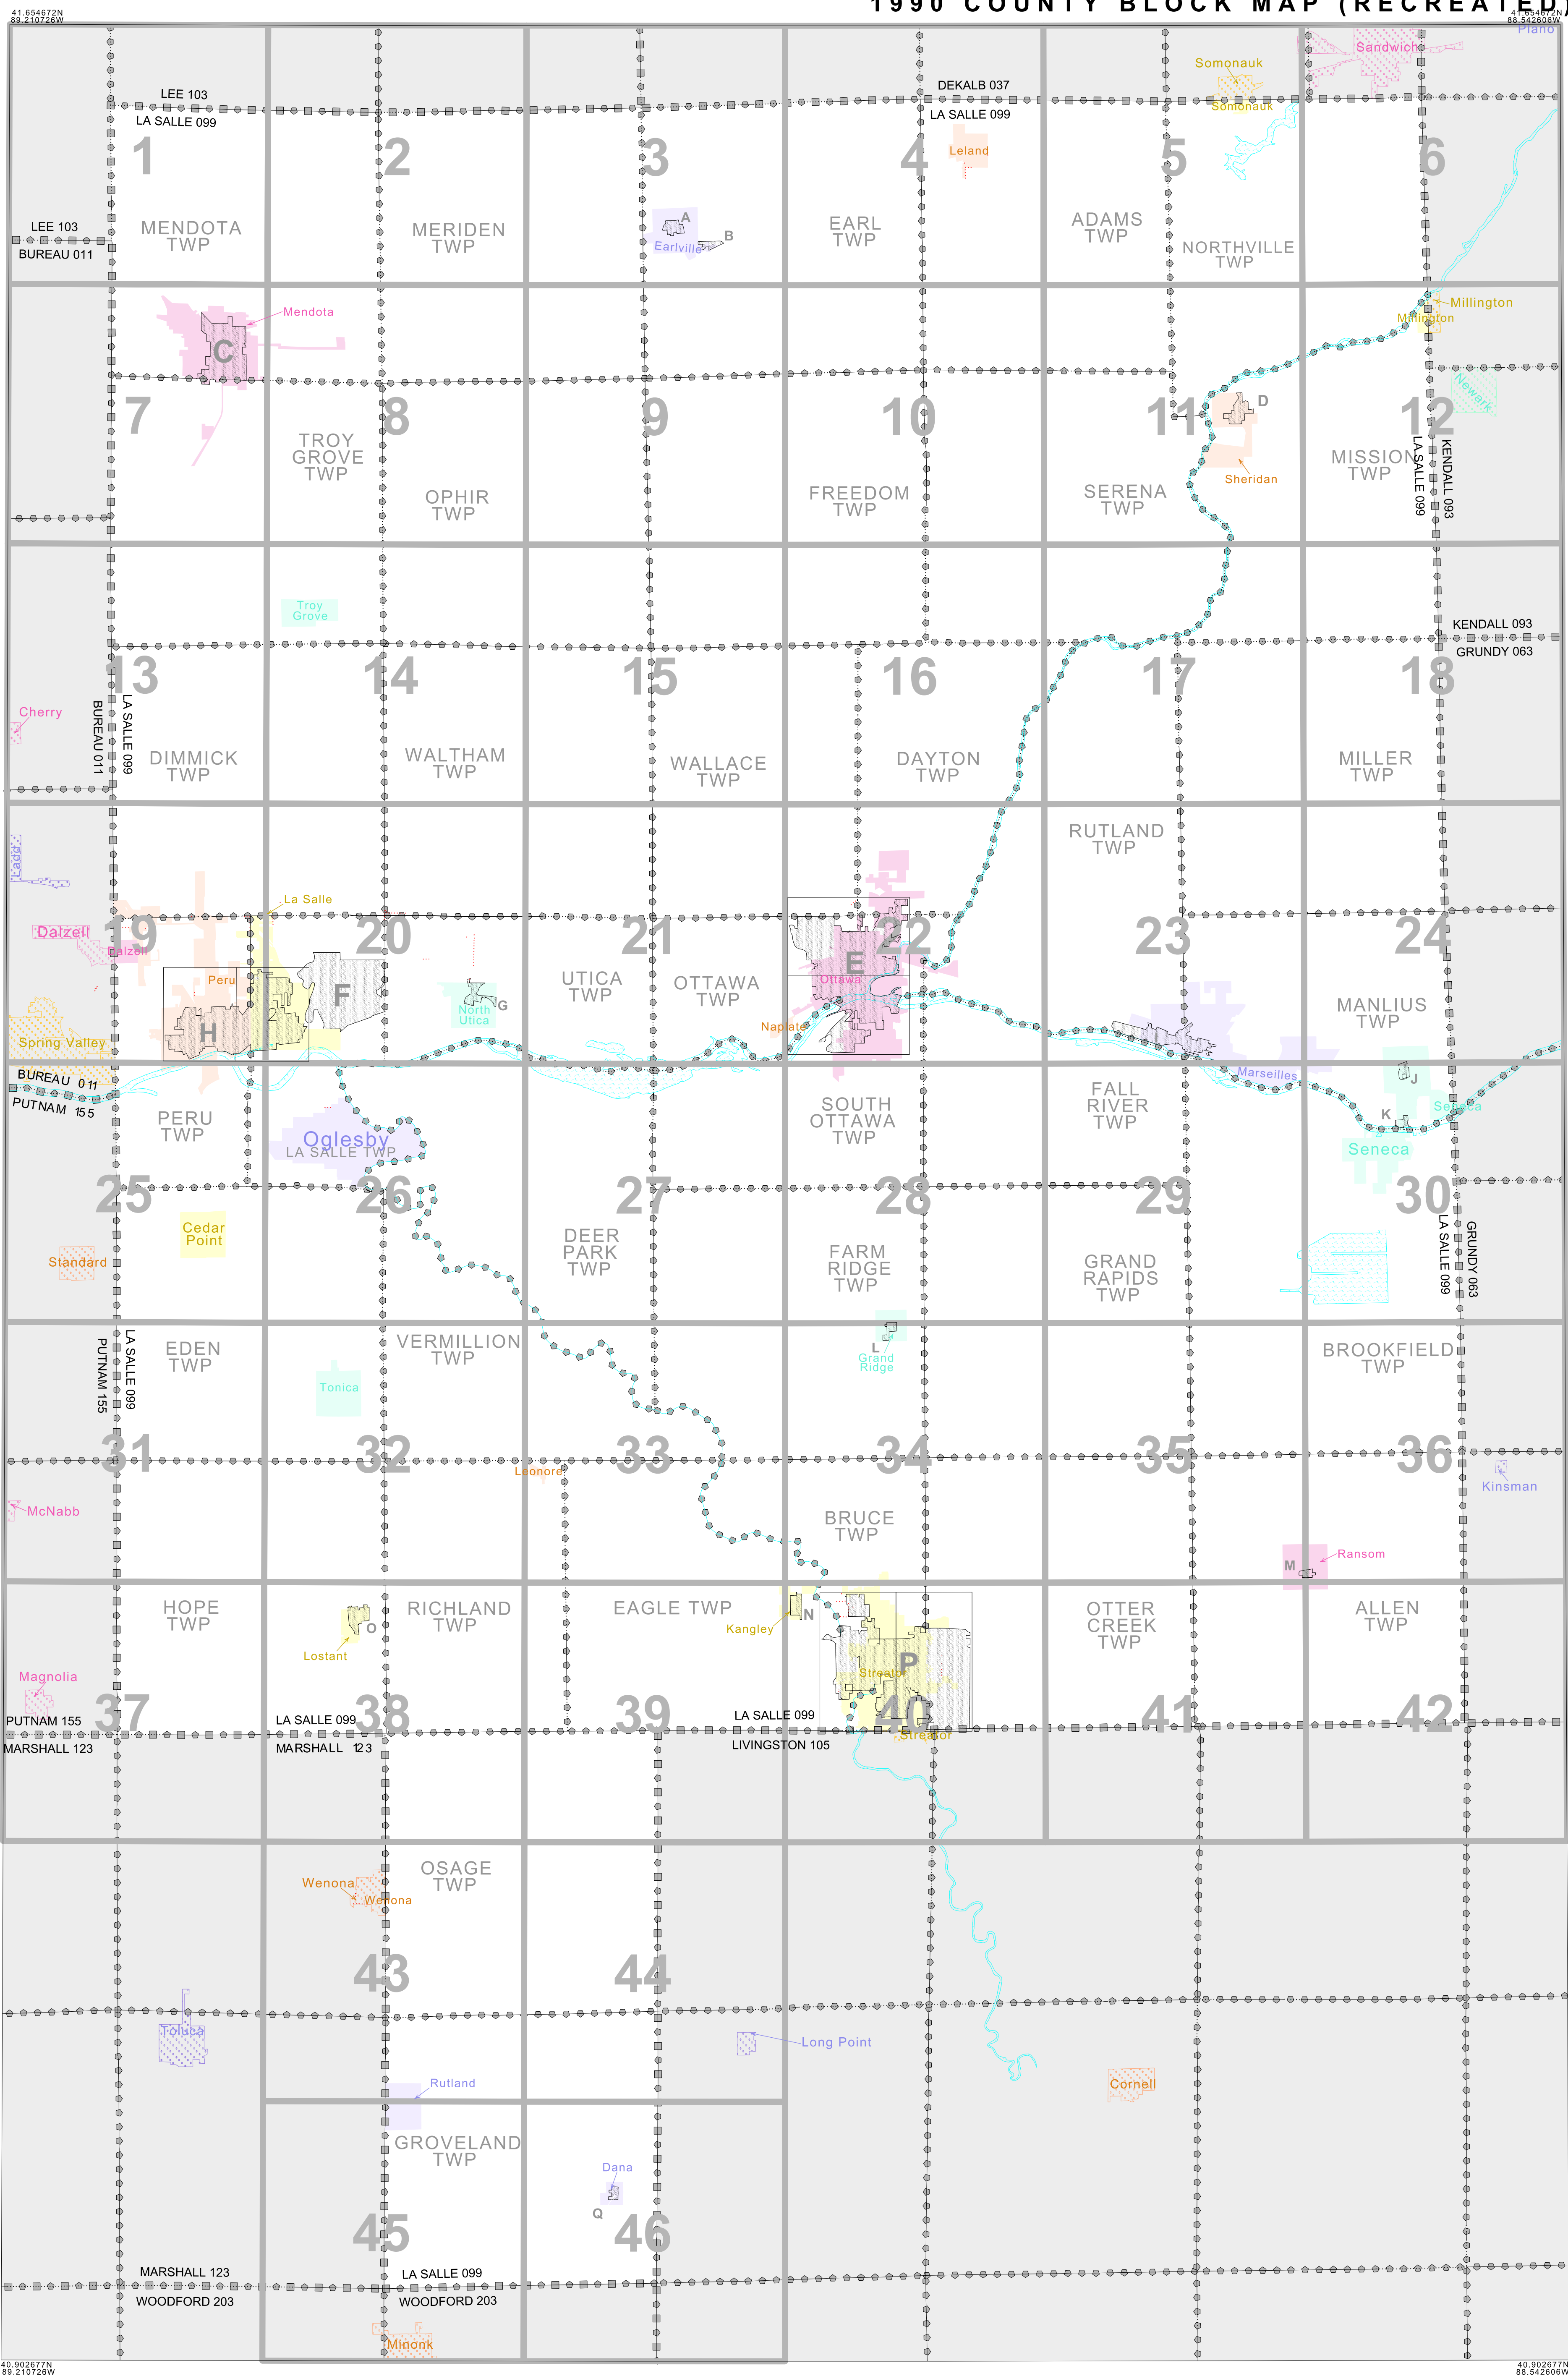 1990 COUNTY BLOCK MAP (RECREATED)
41.654672N
89.210726W
41.654672N
88.542606W
Plano
Sandwich
Somonauk
Somonauk
LEE 103
LA SALLE 099
DEKALB 037
LA SALLE 099
1
2
3
4
5
6
Leland
LEE 103
BUREAU 011
MENDOTA
TWP
MERIDEN
TWP
A
B
Earlville
EARL
TWP
ADAMS
TWP
NORTHVILLE
TWP
Mendota
C
Millington
Millington
Newark
7
8
9
10
11
12
D
Sheridan
TROY
GROVE
TWP
OPHIR
TWP
FREEDOM
TWP
SERENA
TWP
MISSION
TWP
LA SALLE 099
KENDALL 093
Troy
Grove
KENDALL 093
GRUNDY 063
13
14
15
16
17
18
Cherry
BUREAU 011
LA SALLE 099
DIMMICK
TWP
WALTHAM
TWP
WALLACE
TWP
DAYTON
TWP
MILLER
TWP
RUTLAND
TWP
Ladd
La Salle
Dalzell
Dalzell
19
20
21
22
23
24
Peru
E
Ottawa
F
G
H
2
North
Utica
UTICA
TWP
OTTAWA
TWP
Naplate
MANLIUS
TWP
Spring Valley
Marseilles
BUREAU 011
PUTNAM 155
J
K
Seneca
Seneca
PERU
TWP
Oglesby
LA SALLE TWP
SOUTH
OTTAWA
TWP
FALL
RIVER
TWP
25
26
27
28
29
30
Cedar
Point
Standard
DEER
PARK
TWP
FARM
RIDGE
TWP
GRAND
RAPIDS
TWP
LA SALLE 099
GRUNDY 063
PUTNAM 155
LA SALLE 099
EDEN
TWP
VERMILLION
TWP
L
Grand
Ridge
BROOKFIELD
TWP
Tonica
31
32
33
34
35
36
Leonore
Kinsman
McNabb
BRUCE
TWP
Ransom
M
HOPE
TWP
O
Lostant
RICHLAND
TWP
EAGLE TWP
N
Kangley
OTTER
CREEK
TWP
ALLEN
TWP
1
P
Streator
Magnolia
37
38
39
40
41
42
PUTNAM 155
MARSHALL 123
LA SALLE 099
MARSHALL 123
LA SALLE 099
LIVINGSTON 105
Streator
Wenona
Wenona
OSAGE
TWP
43
44
Toluca
Long Point
Rutland
Cornell
GROVELAND
TWP
Dana
Q
45
46
MARSHALL 123
WOODFORD 203
LA SALLE 099
WOODFORD 203
Minonk
40.902677N
89.210726W
40.902677N
88.542606W